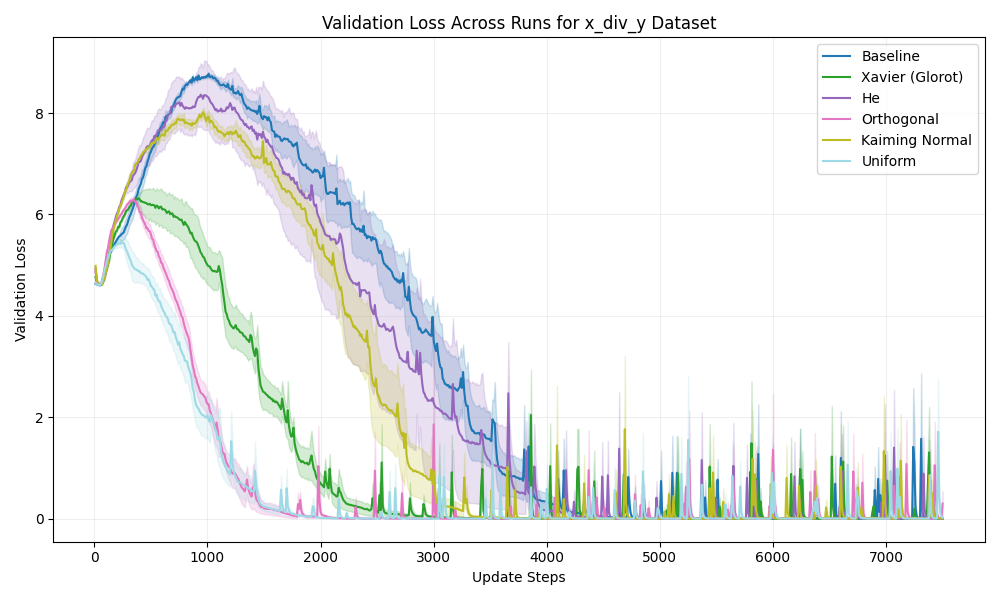 Validation Loss Across Runs for x_div_y Dataset
Baseline
Xavier (Glorot)
He
Orthogonal
Kaiming Normal
Uniform
Validation Loss
8
6
4
2
0
0 1000 2000 3000 4000 5000 6000 7000
Update Steps